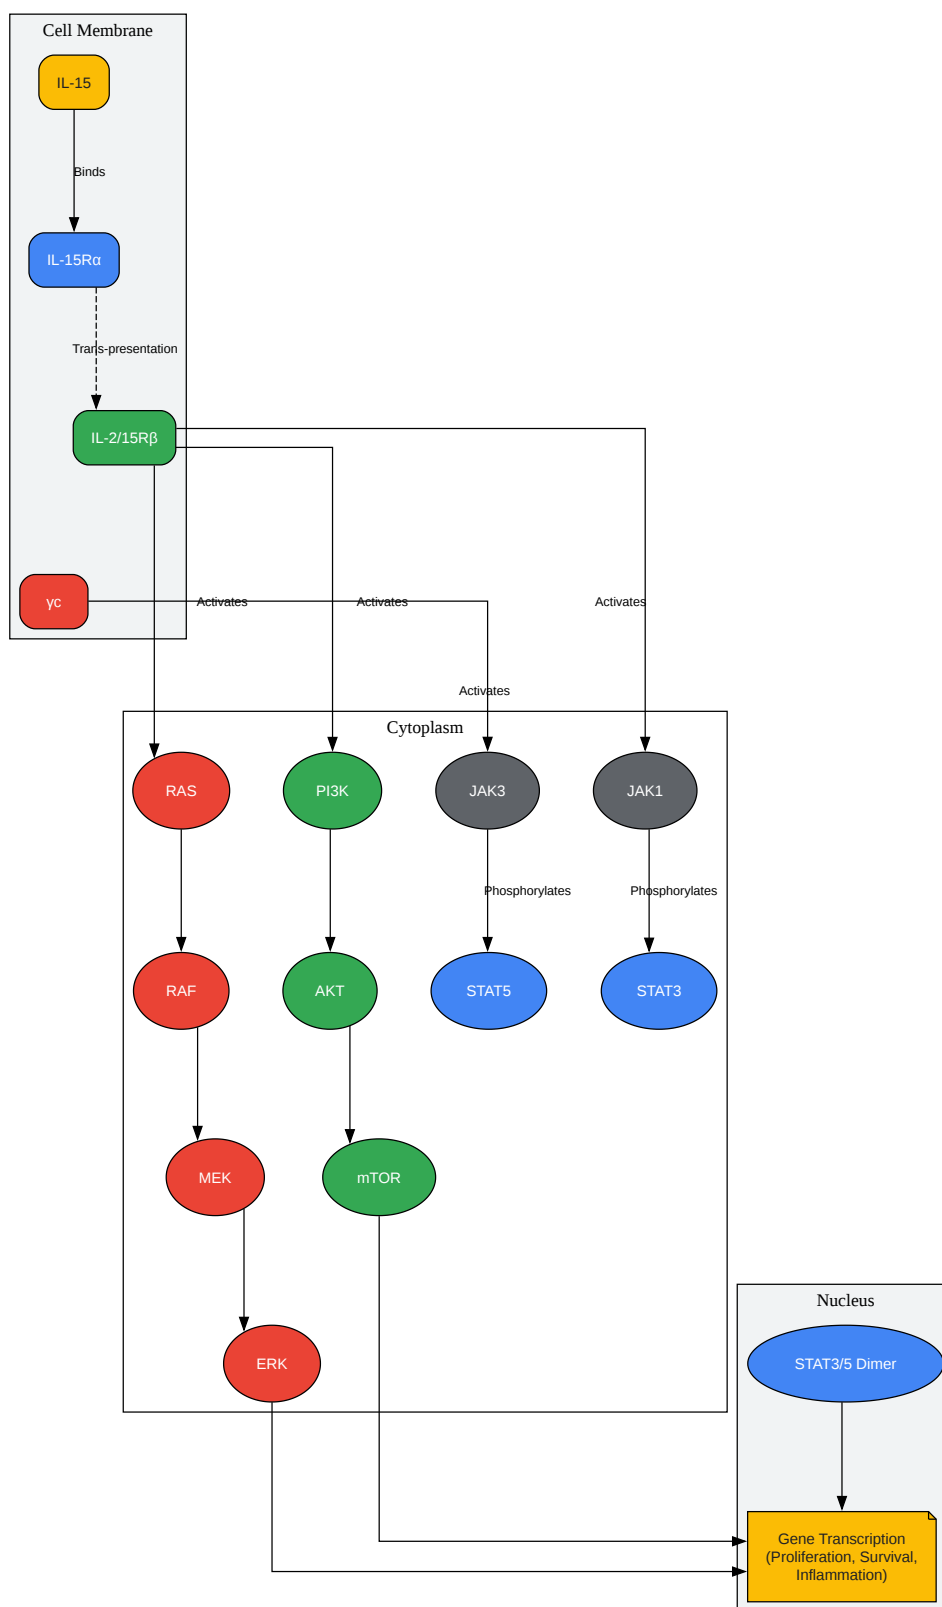 Cell Membrane
IL-15
Binds
IL-15Rα
Trans-presentation
IL-2/15Rβ
γc
Activates
Activates
Activates
Activates
Cytoplasm
RAS
PI3K
JAK3
JAK1
Phosphorylates
Phosphorylates
RAF
AKT
STAT5
STAT3
MEK
mTOR
Nucleus
ERK
STAT3/5 Dimer
Gene Transcription
(Proliferation, Survival,
Inflammation)